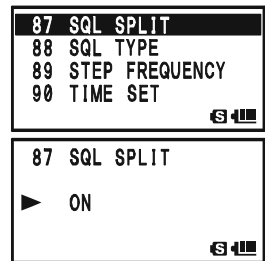 87 SQL SPLIT
88 SQL TYPE
89 STEP FREQUENCY
90 TIME SET
S
87 SQL SPLIT
▶ ON
S